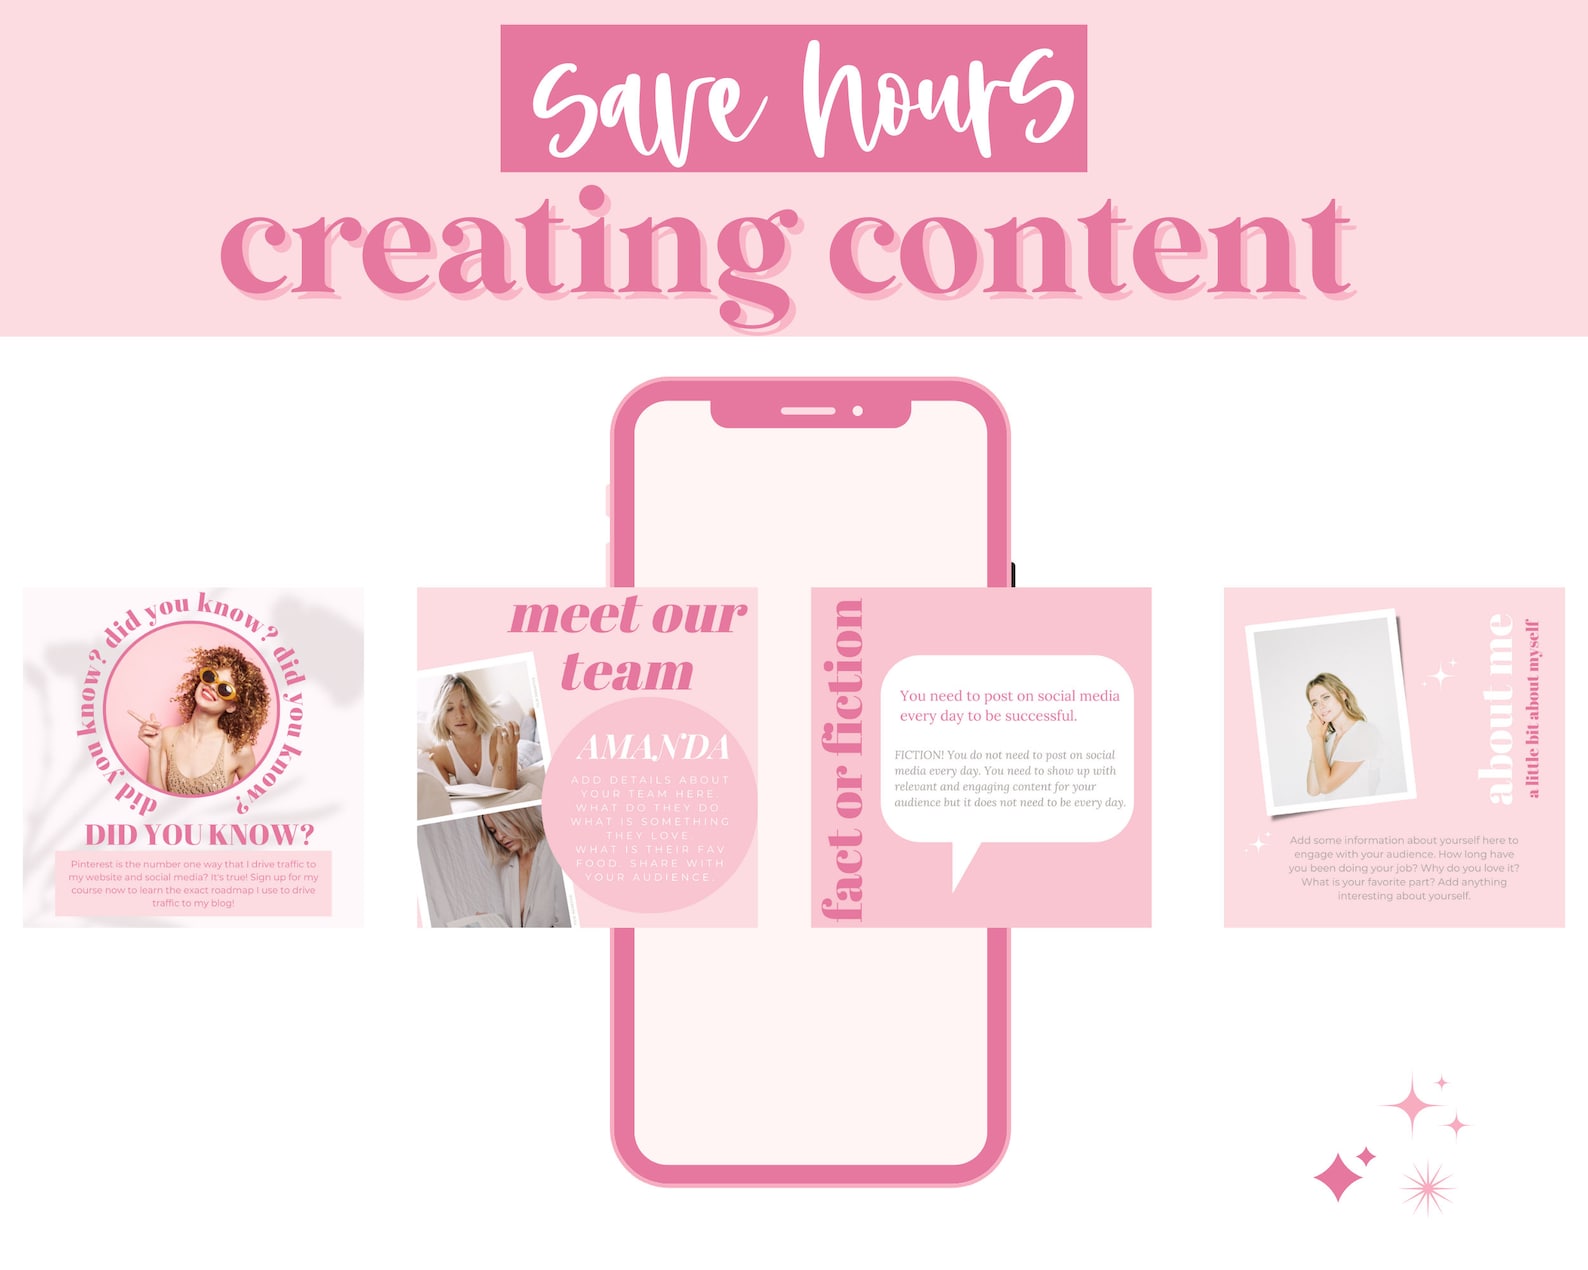 save hours
creating content
did you know? did you know? did you know? did you know?
DID YOU KNOW?
Pinterest is the number one way that I drive traffic to
my website and social media? It's true! Sign up for my
course now to learn the exact roadmap I use to drive
traffic to my blog!
meet our
team
AMANDA
ADD DETAILS ABOUT
YOUR TEAM HERE.
WHAT DO THEY DO
WHAT IS SOMETHING
THEY LOVE.
WHAT IS THEIR FAV
FOOD. SHARE WITH
YOUR AUDIENCE.
fact or fiction
You need to post on social media
every day to be successful.
FICTION! You do not need to post on social
media every day. You need to show up with
relevant and engaging content for your
audience but it does not need to be every day.
about me
a little bit about myself
Add some information about yourself here to
engage with your audience. How long have
you been doing your job? Why do you love it?
What is your favorite part? Add anything
interesting about yourself.